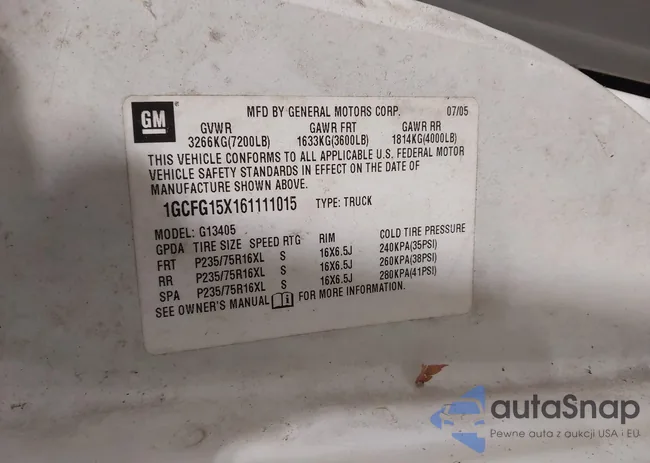 GM
MFD BY GENERAL MOTORS CORP. 07/05
GVWR GAWR FRT GAWR RR
3266KG(7200LB) 1633KG(3600LB) 1814KG(4000LB)
THIS VEHICLE CONFORMS TO ALL APPLICABLE U.S. FEDERAL MOTOR
VEHICLE SAFETY STANDARDS IN EFFECT ON THE DATE OF
MANUFACTURE SHOWN ABOVE.
1GCFG15X161111015 TYPE: TRUCK
MODEL: G13405
GPDA TIRE SIZE SPEED RTG RIM COLD TIRE PRESSURE
FRT P235/75R16XL S 16X6.5J 240KPA(35PSI)
RR P235/75R16XL S 16X6.5J 260KPA(38PSI)
SPA P235/75R16XL S 16X6.5J 280KPA(41PSI)
SEE OWNER'S MANUAL FOR MORE INFORMATION.
autaSnap
Pewne auta z aukcji USA i EU